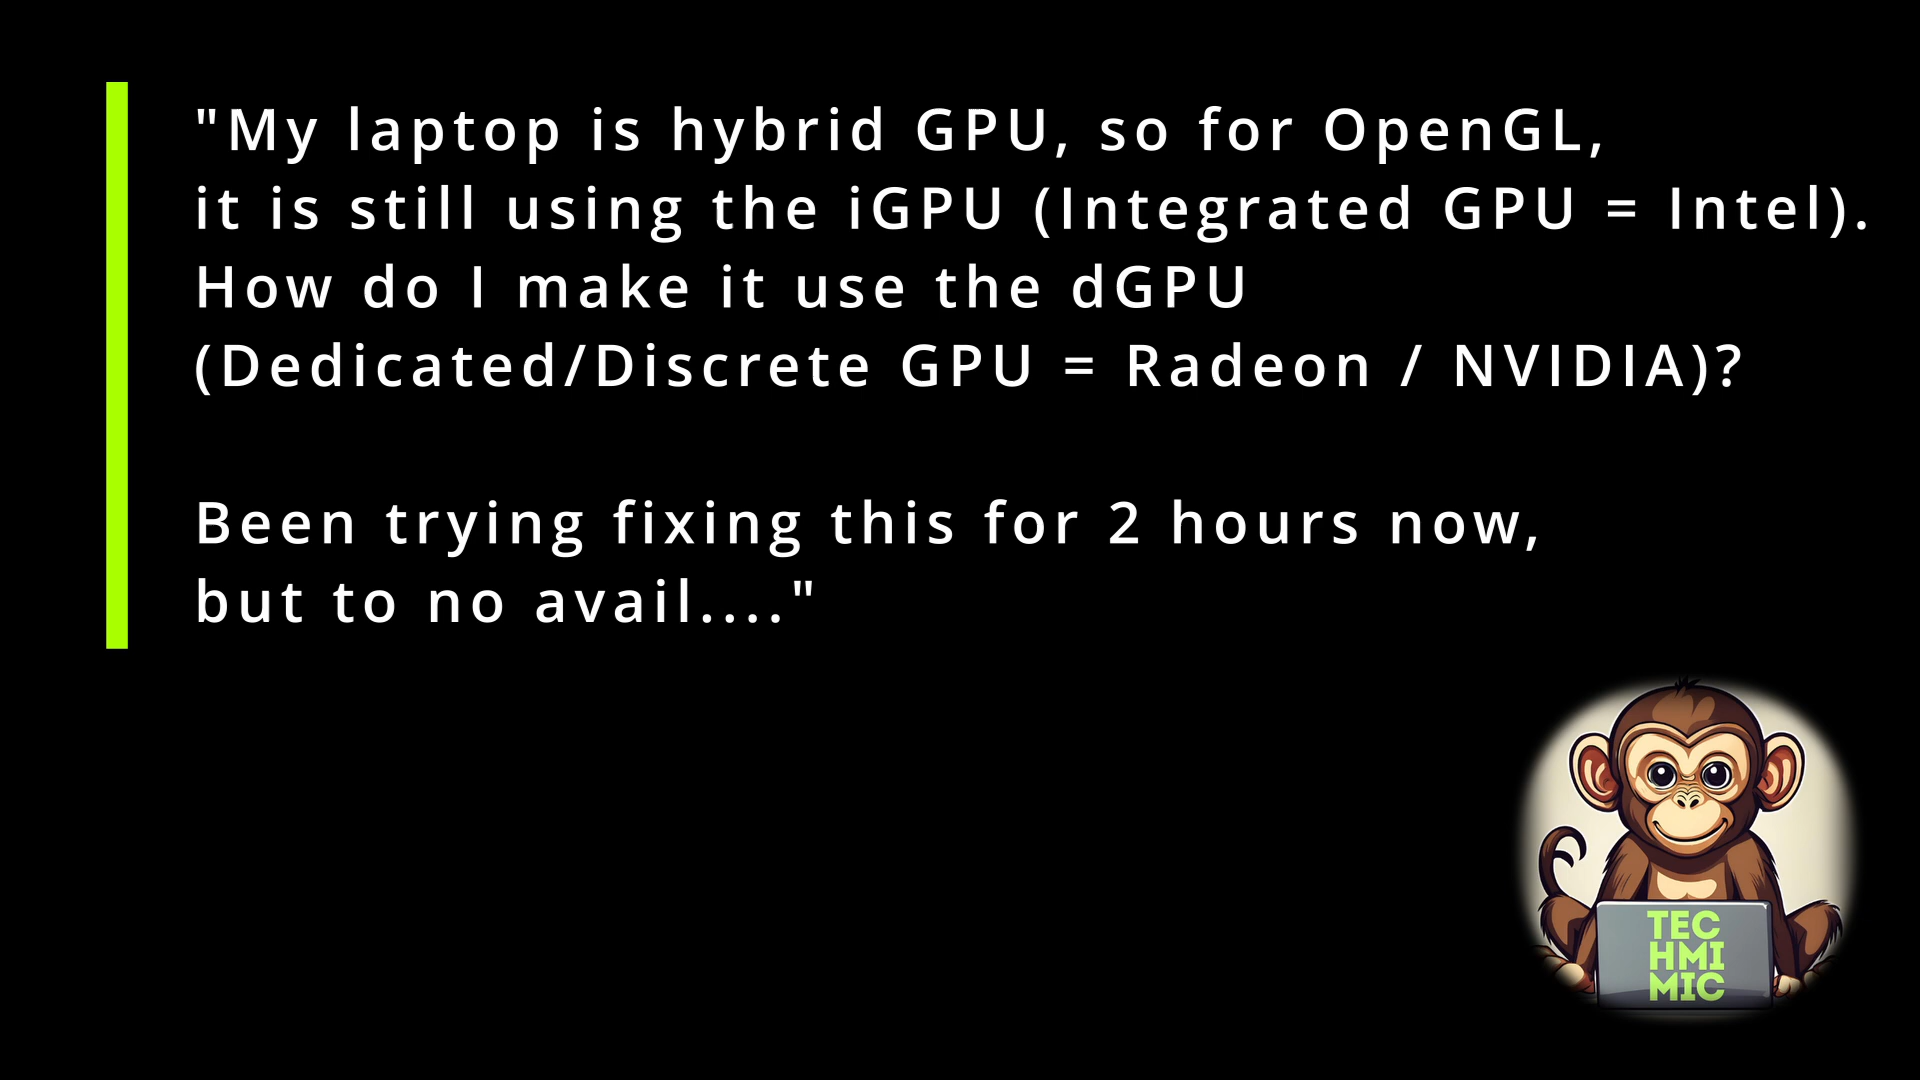 "My laptop is hybrid GPU, so for OpenGL,
it is still using the iGPU (Integrated GPU = Intel).
How do I make it use the dGPU
(Dedicated/Discrete GPU = Radeon / NVIDIA)?
Been trying fixing this for 2 hours now,
but to no avail...."
TEC
HMI
MIC